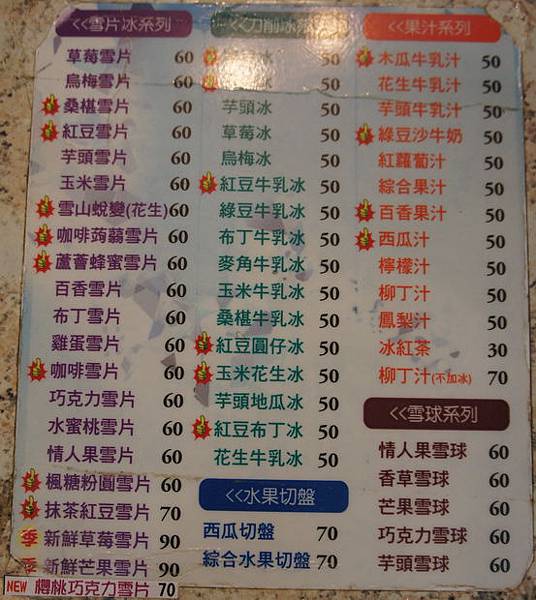 <<雪片冰系列
草莓雪片 60
烏梅雪片 60
桑椹雪片 60
紅豆雪片 60
芋頭雪片 60
玉米雪片 60
雪山蛻變(花生) 60
咖啡蒟蒻雪片 60
蘆薈蜂蜜雪片 60
百香雪片 60
布丁雪片 60
雞蛋雪片 60
咖啡雪片 60
巧克力雪片 60
水蜜桃雪片 60
情人果雪片 60
楓糖粉圓雪片 60
抹茶紅豆雪片 70
季 新鮮草莓雪片 90
季 新鮮芒果雪片 90
NEW 櫻桃巧克力雪片 70
<<刀削冰系列
50
50
芋頭冰 50
草莓冰 50
烏梅冰 50
紅豆牛乳冰 50
綠豆牛乳冰 50
布丁牛乳冰 50
麥角牛乳冰 50
玉米牛乳冰 50
桑椹牛乳冰 50
紅豆圓仔冰 50
玉米花生冰 50
芋頭地瓜冰 50
紅豆布丁冰 50
花生牛乳冰 50
<<水果切盤
西瓜切盤 70
綜合水果切盤 70
<<果汁系列
木瓜牛乳汁 50
花生牛乳汁 50
芋頭牛乳汁 50
綠豆沙牛奶 50
紅蘿蔔汁 50
綜合果汁 50
百香果汁 50
西瓜汁 50
檸檬汁 50
柳丁汁 50
鳳梨汁 50
冰紅茶 30
柳丁汁(不加冰) 70
<<雪球系列
情人果雪球 60
香草雪球 60
芒果雪球 60
巧克力雪球 60
芋頭雪球 60